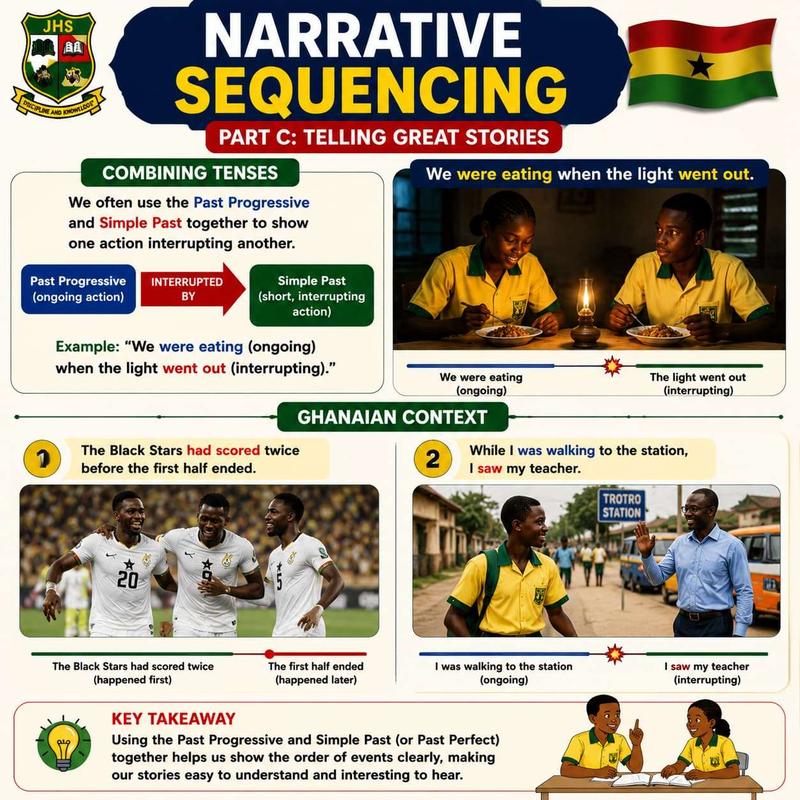 JHS
DISCIPLINE AND KNOWLEDGE
NARRATIVE
SEQUENCING
PART C: TELLING GREAT STORIES
COMBINING TENSES
We often use the Past Progressive
and Simple Past together to show
one action interrupting another.
Past Progressive
(ongoing action)
INTERRUPTED
BY
Simple Past
(short, interrupting
action)
Example: “We were eating (ongoing)
when the light went out (interrupting).”
We were eating when the light went out.
We were eating
(ongoing)
The light went out
(interrupting)
GHANAIAN CONTEXT
1
The Black Stars had scored twice
before the first half ended.
20
9
5
The Black Stars had scored twice
(happened first)
The first half ended
(happened later)
2
While I was walking to the station,
I saw my teacher.
TROTRO
STATION
I was walking to the station
(ongoing)
I saw my teacher
(interrupting)
KEY TAKEAWAY
Using the Past Progressive and Simple Past (or Past Perfect)
together helps us show the order of events clearly, making
our stories easy to understand and interesting to hear.